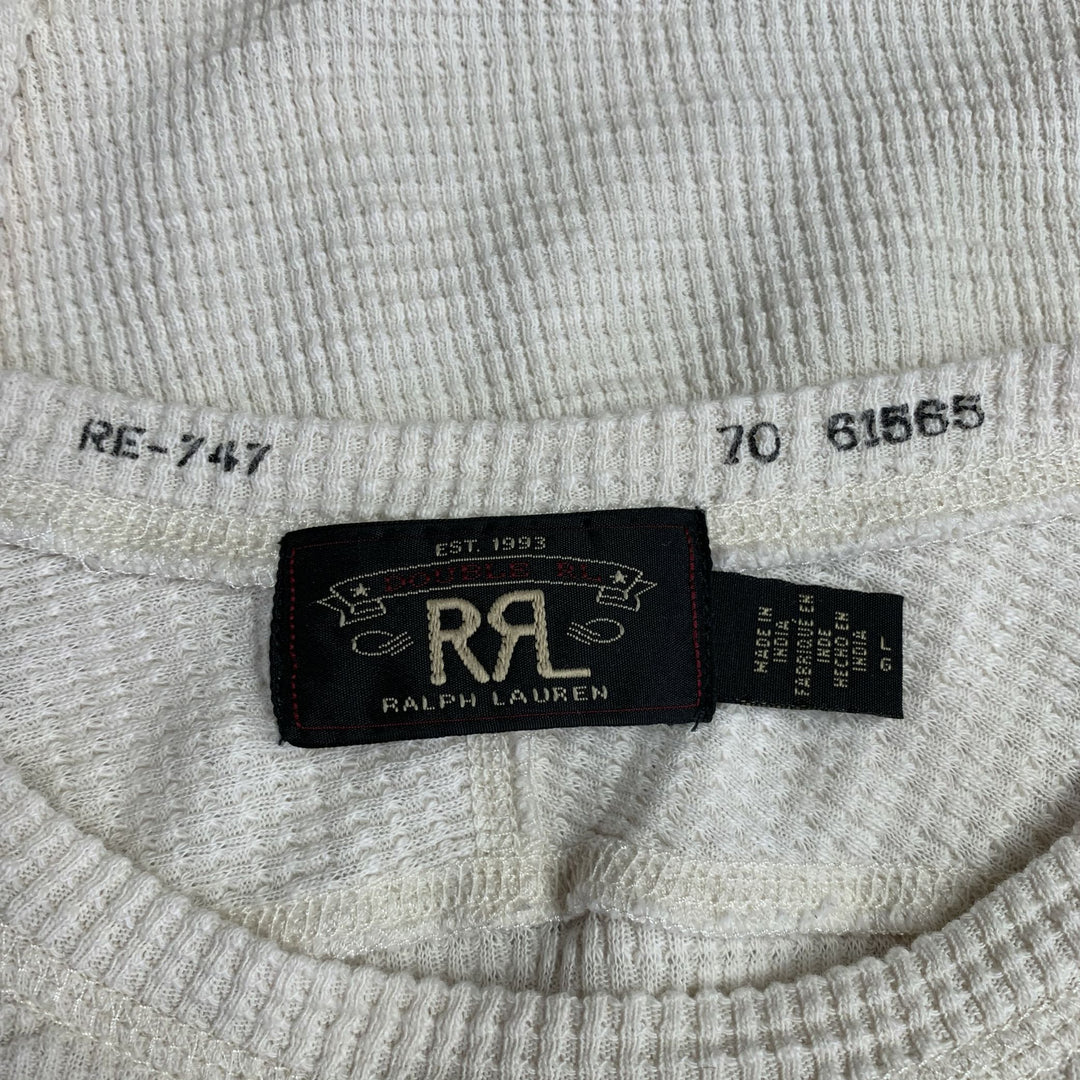 RE-747
70 61565
EST. 1993
DOUBLE RL
RRL
RALPH LAUREN
MADE IN
INDIA
FABRIQUÉ EN
INDE
HECHO EN
INDIA